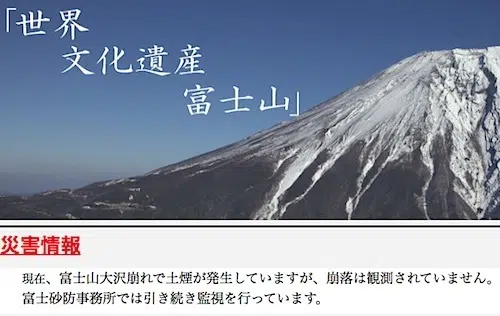 「世界
文化遺産
富士山」
災害情報
現在、富士山大沢崩れで土煙が発生していますが、崩落は観測されていません。
富士砂防事務所では引き続き監視を行っています。